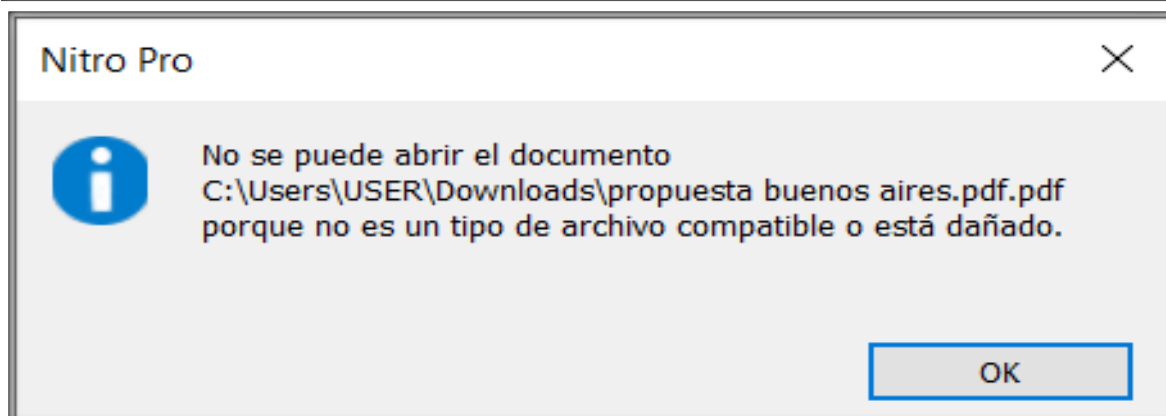 Nitro Pro
No se puede abrir el documento
C:\Users\USER\Downloads\propuesta buenos aires.pdf.pdf
porque no es un tipo de archivo compatible o está dañado.
OK